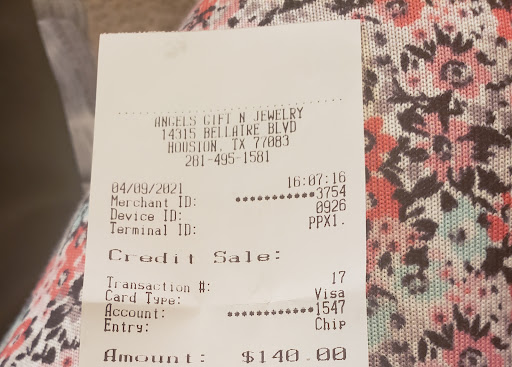 ANGELS GIFT N JEWELRY
14315 BELLAIRE BLVD
HOUSTON, TX 77083
281-495-1581
04/09/2021 16:07:16
Merchant ID: ***********3754
Device ID: 0926
Terminal ID: PPX1.
Credit Sale:
Transaction #: 17
Card Type: Visa
Account: ************1547
Entry: Chip
Amount: $140.00